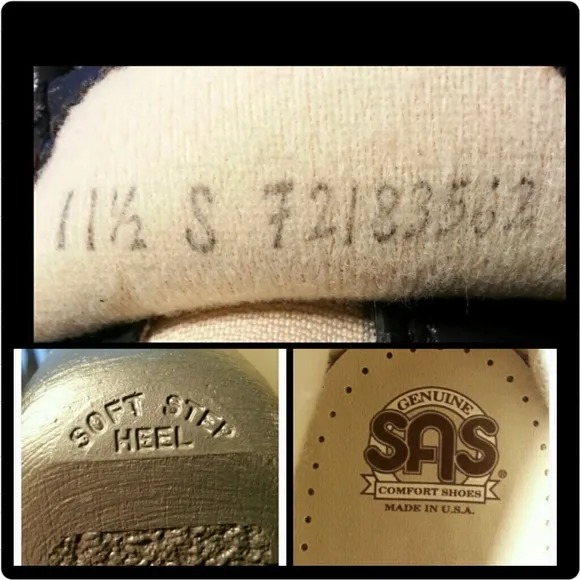 11½ S 72183562
SOFT STEP
HEEL
GENUINE
SAS®
COMFORT SHOES
MADE IN U.S.A.